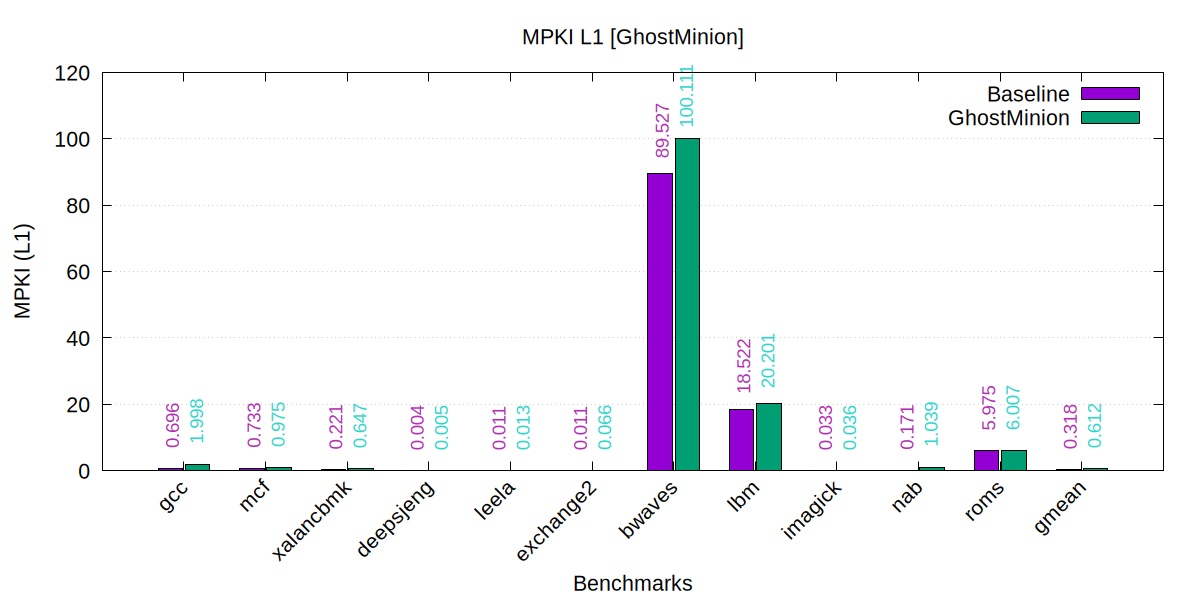 MPKI L1 [GhostMinion]
MPKI (L1)
120
100
80
60
40
20
0
Baseline
GhostMinion
0.696
1.998
0.733
0.975
0.221
0.647
0.004
0.005
0.011
0.013
0.011
0.066
89.527
100.111
18.522
20.201
0.033
0.036
0.171
1.039
5.975
6.007
0.318
0.612
gcc
mcf
xalancbmk
deepsjeng
leela
exchange2
bwaves
lbm
imagick
nab
roms
gmean
Benchmarks